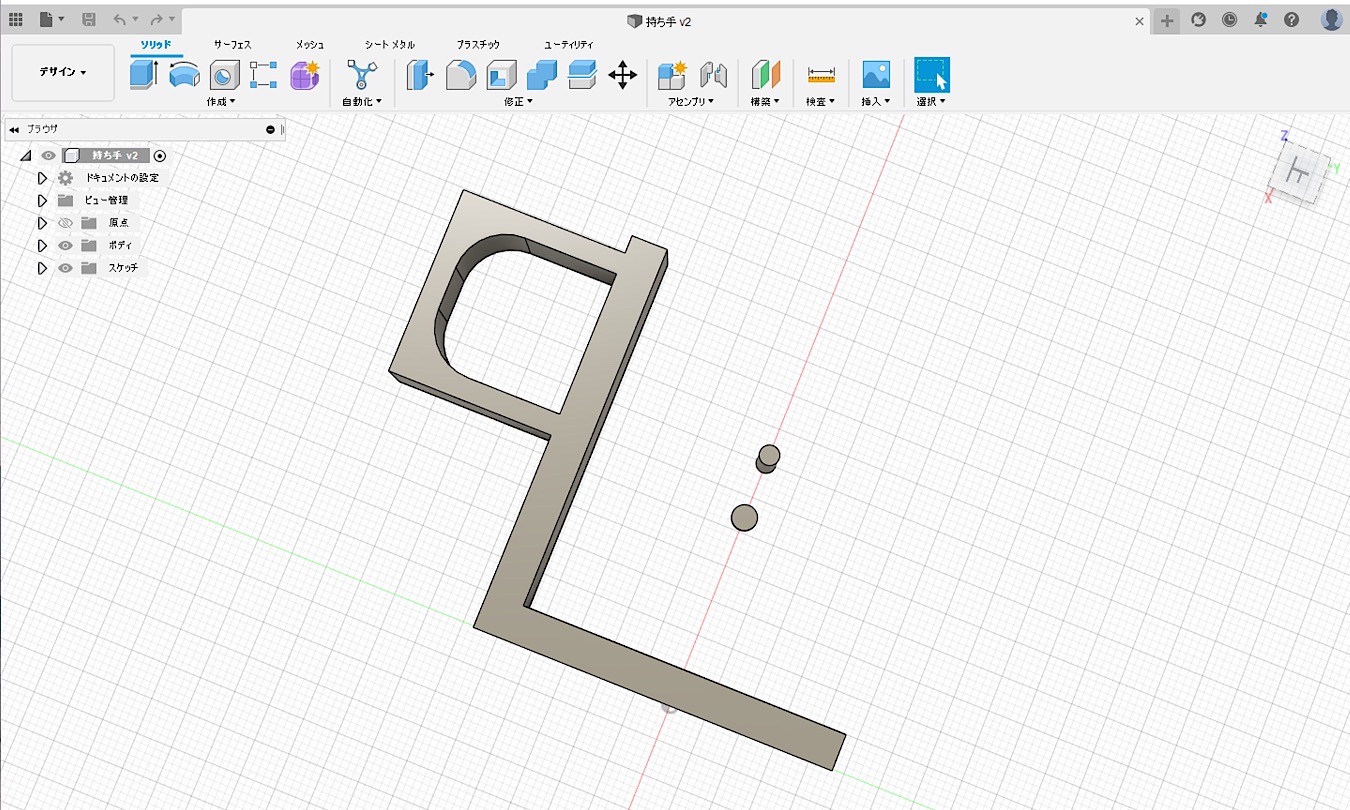 持ち手 v2
ソリッド サーフェス メッシュ シート メタル プラスチック ユーティリティ
デザイン
作成 自動化 修正 アセンブリ 構築 検査 挿入 選択
ブラウザ
持ち手 v2
ドキュメントの設定
ビュー管理
原点
ボディ
スケッチ
Z
Y
X
上